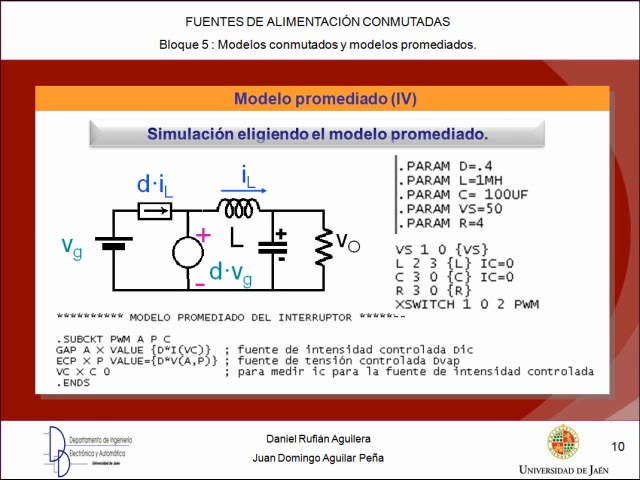 FUENTES DE ALIMENTACIÓN CONMUTADAS
Bloque 5 : Modelos conmutados y modelos promediados.
Modelo promediado (IV)
Simulación eligiendo el modelo promediado.
d·iL
iL
vg
+
-
d·vg
L
+
-
vO
.PARAM D=.4
.PARAM L=1MH
.PARAM C= 100UF
.PARAM VS=50
.PARAM R=4
VS 1 0 {VS}
L 2 3 {L} IC=0
C 3 0 {C} IC=0
R 3 0 {R}
XSWITCH 1 0 2 PWM
********** MODELO PROMEDIADO DEL INTERRUPTOR *******--
.SUBCKT PWM A P C
GAP A X VALUE {D*I(VC)} ; fuente de intensidad controlada Dic
ECP X P VALUE={D*V(A,P)} ; fuente de tensión controlada Dvap
VC X C 0 ; para medir ic para la fuente de intensidad controlada
.ENDS
Departamento de Ingeniería
Electrónica y Automática
Universidad de Jaén
Daniel Rufián Aguilera
Juan Domingo Aguilar Peña
UNIVERSIDAD DE JAÉN
10